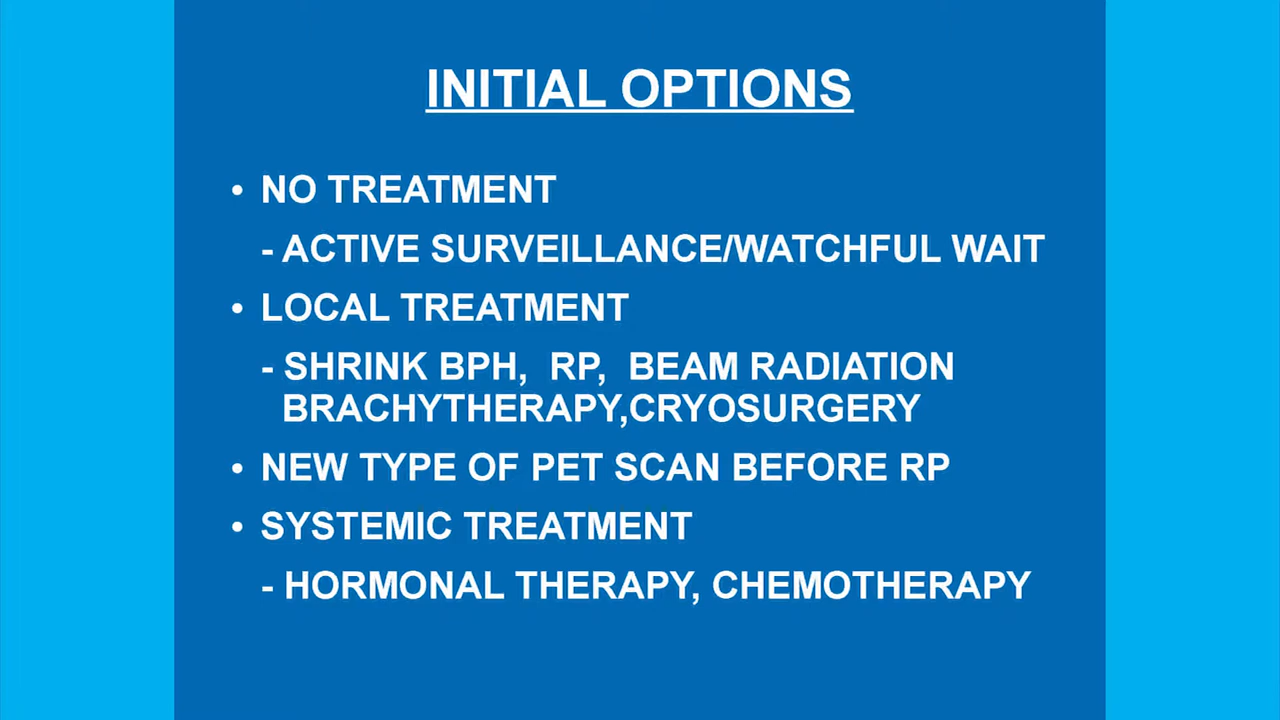 INITIAL OPTIONS
• NO TREATMENT
- ACTIVE SURVEILLANCE/WATCHFUL WAIT
• LOCAL TREATMENT
- SHRINK BPH, RP, BEAM RADIATION
BRACHYTHERAPY,CRYOSURGERY
• NEW TYPE OF PET SCAN BEFORE RP
• SYSTEMIC TREATMENT
- HORMONAL THERAPY, CHEMOTHERAPY